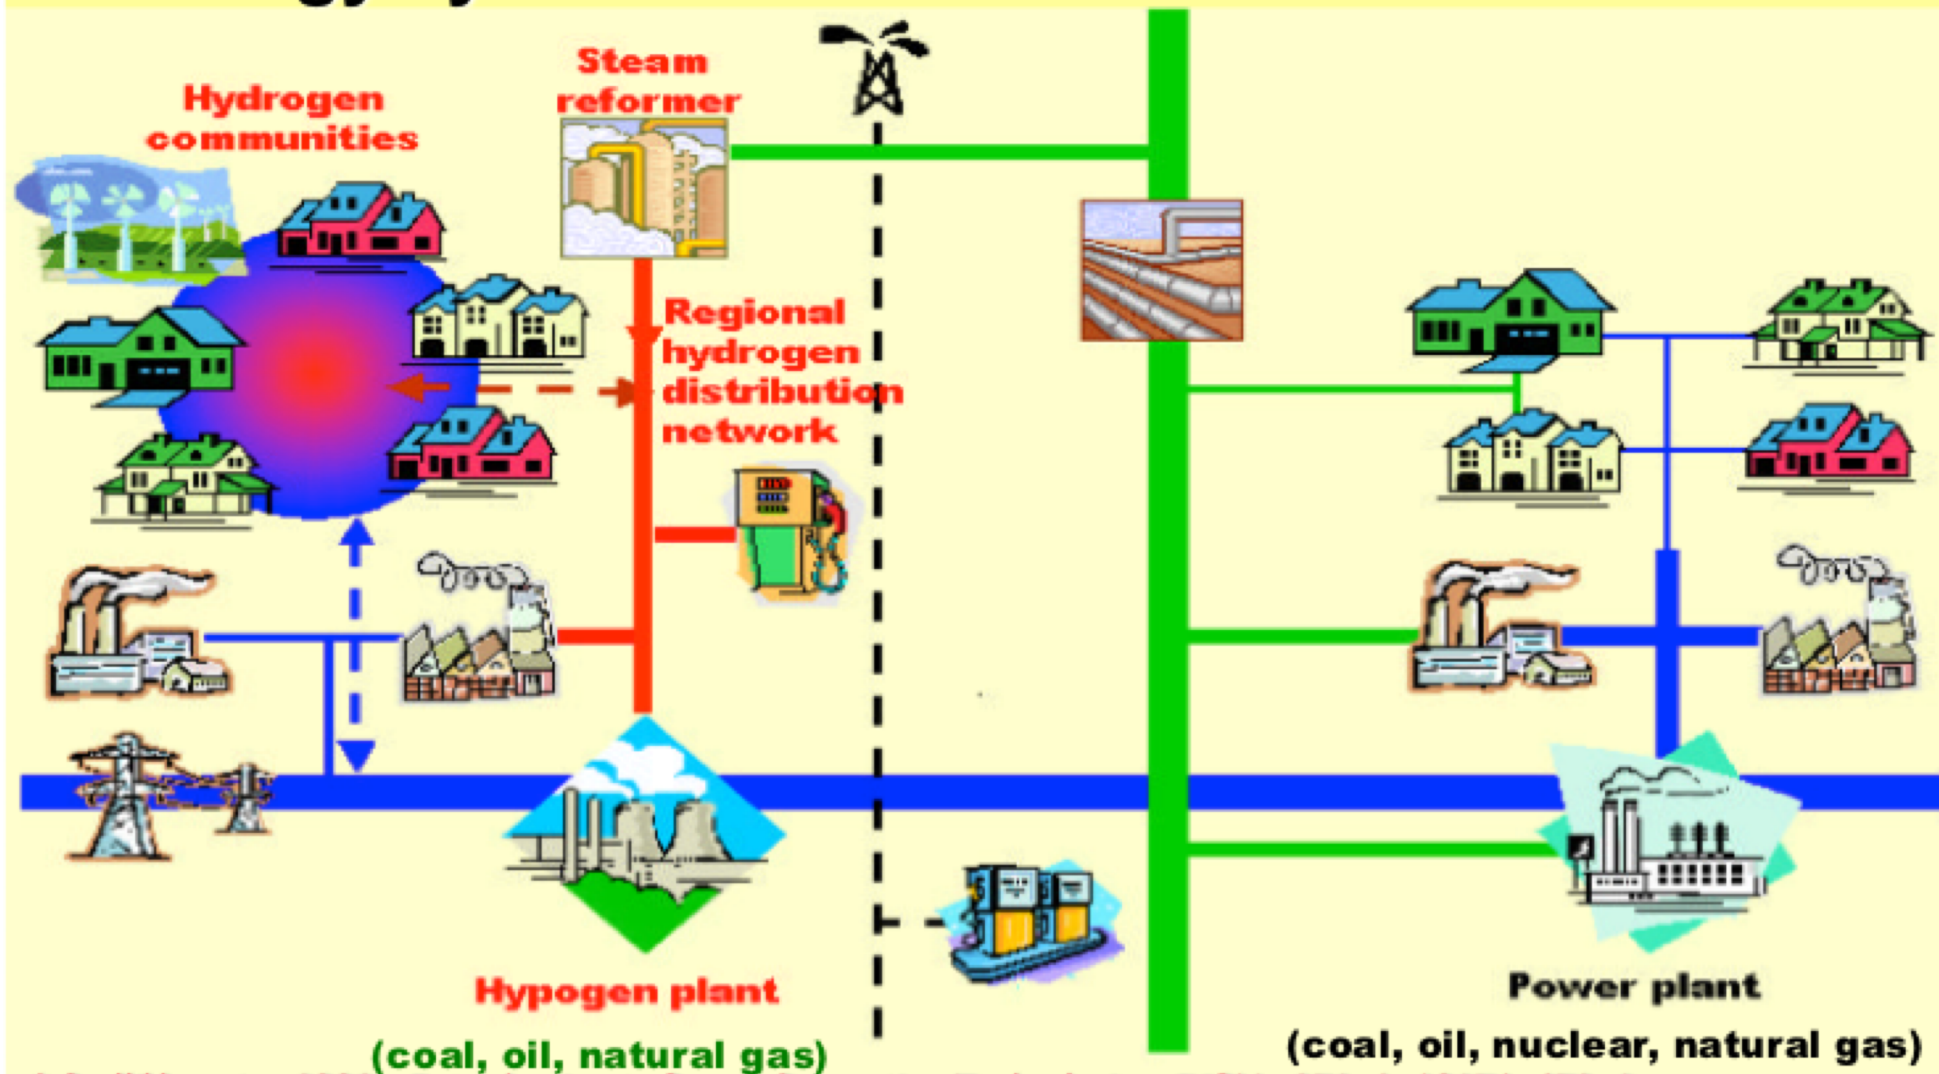 Hydrogen
communities
Steam
reformer
Regional
hydrogen
distribution
network
Hypogen plant
(coal, oil, natural gas)
Power plant
(coal, oil, nuclear, natural gas)